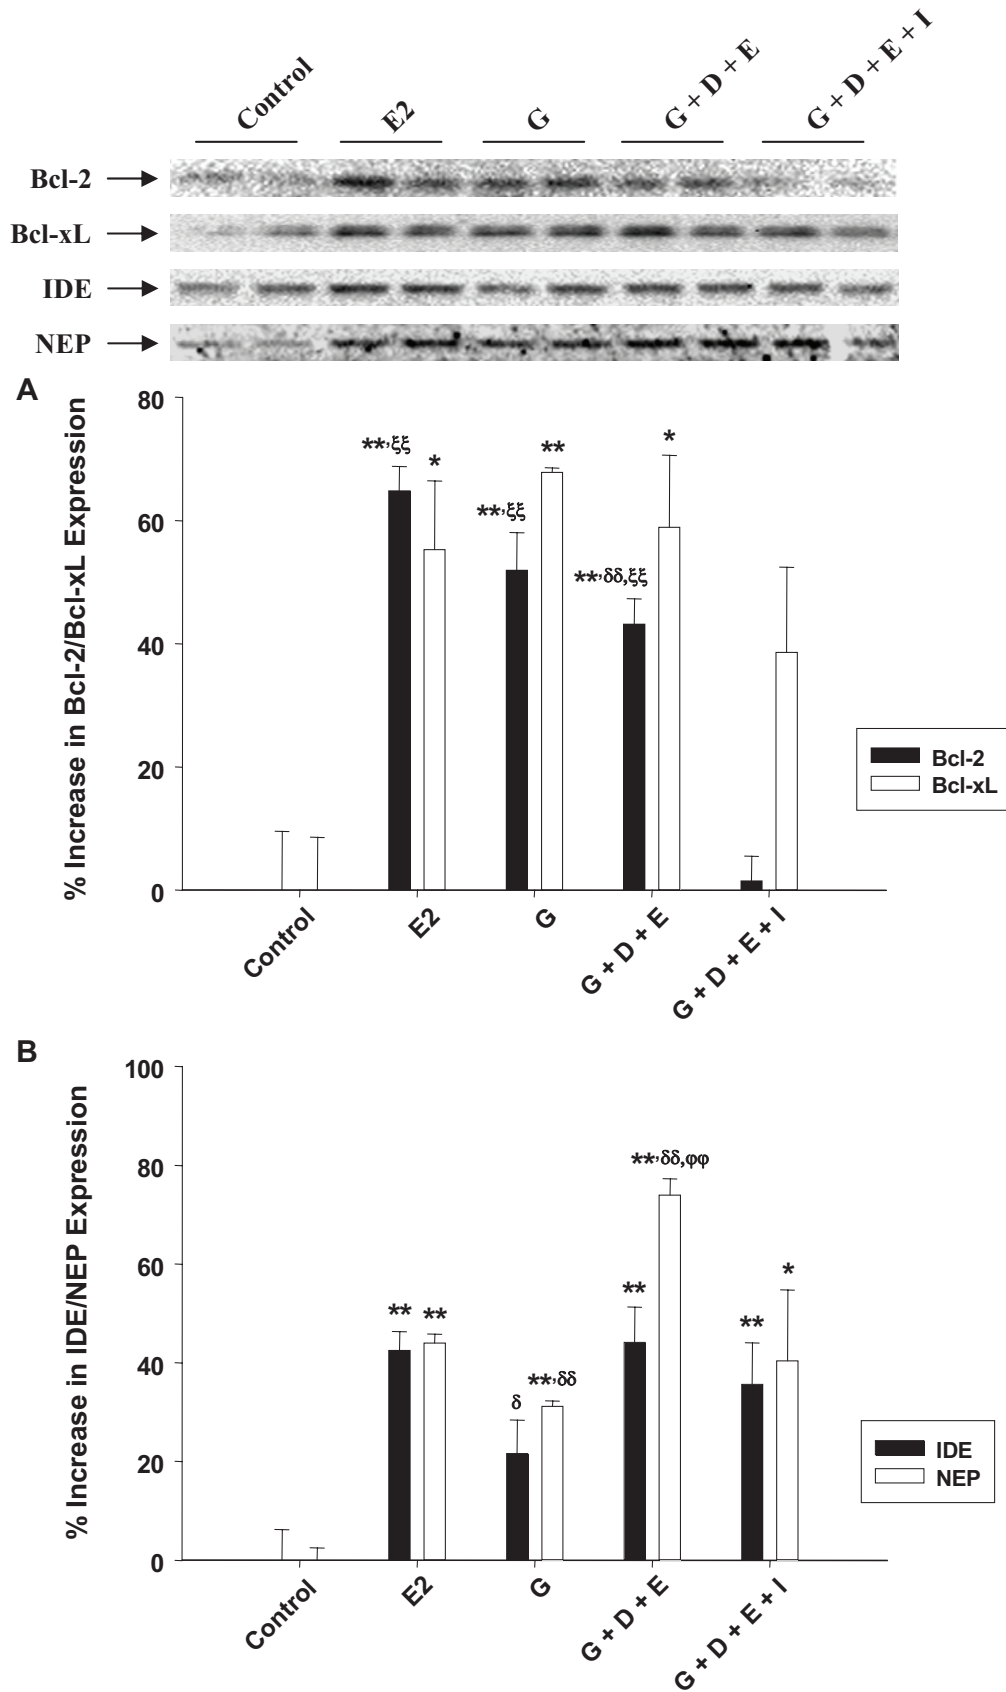 Control
E2
G
G + D + E
G + D + E + I
Bcl-2
Bcl-xL
IDE
NEP
A
% Increase in Bcl-2/Bcl-xL Expression
80
60
40
20
0
**,ξξ
*
**,ξξ
**
**,δδ,ξξ
*
Bcl-2
Bcl-xL
Control
E2
G
G + D + E
G + D + E + I
B
% Increase in IDE/NEP Expression
100
80
60
40
20
0
**
**
δ
**,δδ
**
**,δδ,φφ
**
*
IDE
NEP
Control
E2
G
G + D + E
G + D + E + I